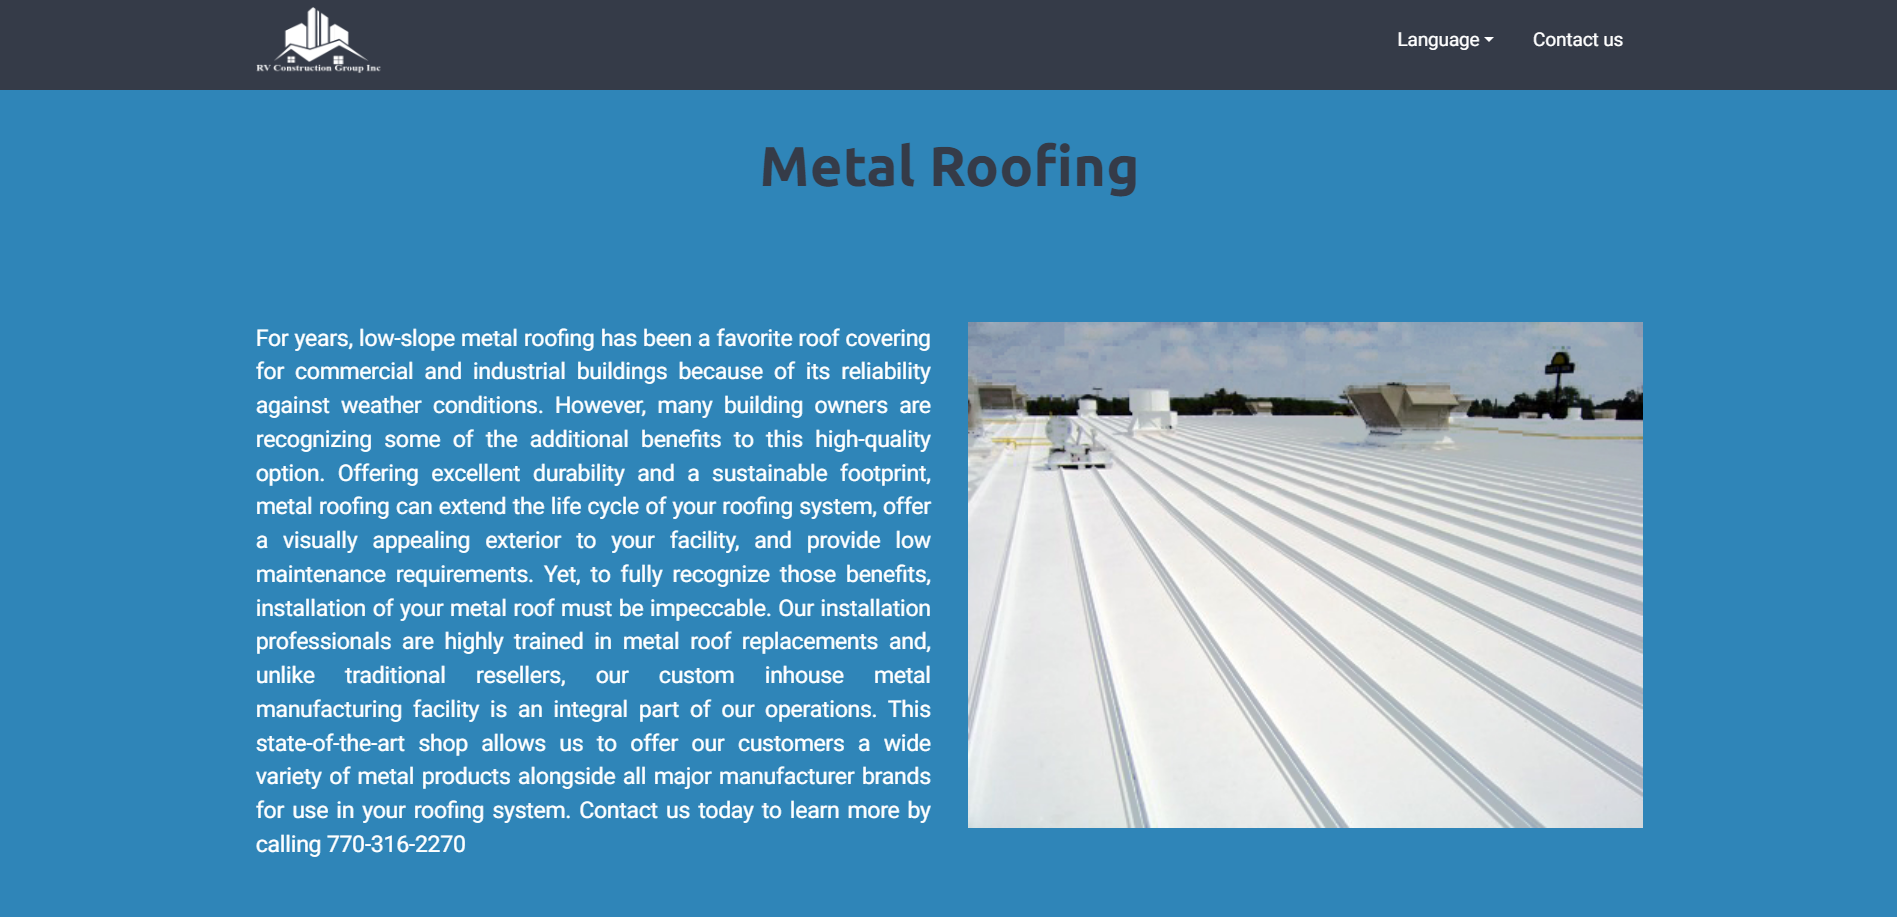 RV Construction Group Inc
Language
Contact us
Metal Roofing
For years, low-slope metal roofing has been a favorite roof covering
for commercial and industrial buildings because of its reliability
against weather conditions. However, many building owners are
recognizing some of the additional benefits to this high-quality
option. Offering excellent durability and a sustainable footprint,
metal roofing can extend the life cycle of your roofing system, offer
a visually appealing exterior to your facility, and provide low
maintenance requirements. Yet, to fully recognize those benefits,
installation of your metal roof must be impeccable. Our installation
professionals are highly trained in metal roof replacements and,
unlike traditional resellers, our custom inhouse metal
manufacturing facility is an integral part of our operations. This
state-of-the-art shop allows us to offer our customers a wide
variety of metal products alongside all major manufacturer brands
for use in your roofing system. Contact us today to learn more by
calling 770-316-2270